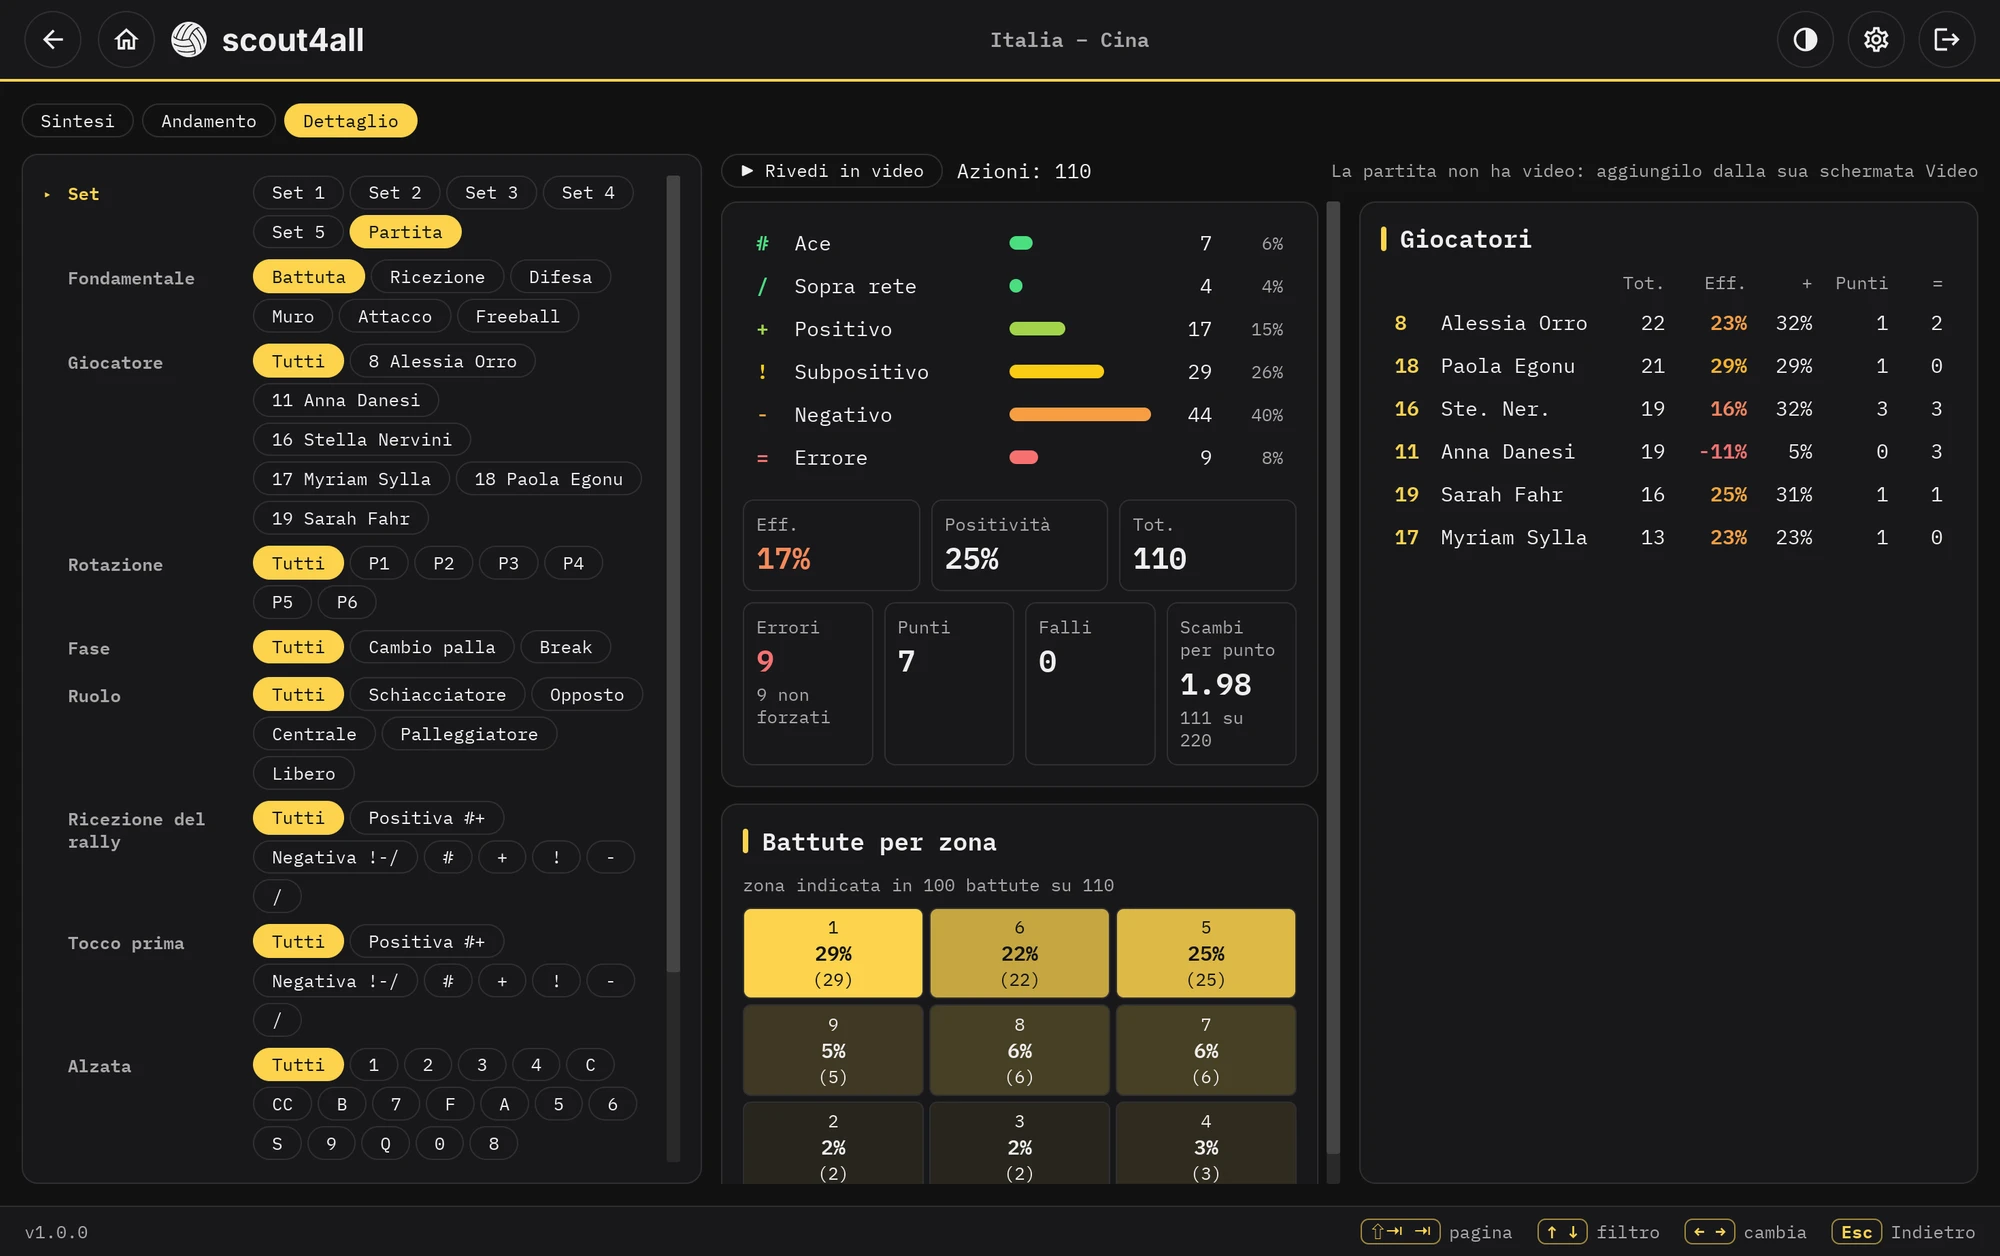 scout4all
Italia – Cina
Sintesi Andamento Dettaglio
▸ Set
Set 1 Set 2 Set 3 Set 4
Set 5 Partita
Fondamentale
Battuta Ricezione Difesa
Muro Attacco Freeball
Giocatore
Tutti 8 Alessia Orro
11 Anna Danesi
16 Stella Nervini
17 Myriam Sylla 18 Paola Egonu
19 Sarah Fahr
Rotazione
Tutti P1 P2 P3 P4
P5 P6
Fase
Tutti Cambio palla Break
Ruolo
Tutti Schiacciatore Opposto
Centrale Palleggiatore
Libero
Ricezione del
rally
Tutti Positiva #+
Negativa !-/ # + ! -
/
Tocco prima
Tutti Positiva #+
Negativa !-/ # + ! -
/
Alzata
Tutti 1 2 3 4 C
CC B 7 F A 5 6
S 9 Q 0 8
▶ Rivedi in video Azioni: 110
La partita non ha video: aggiungilo dalla sua schermata Video
# Ace 7 6%
/ Sopra rete 4 4%
+ Positivo 17 15%
! Subpositivo 29 26%
- Negativo 44 40%
= Errore 9 8%
Eff.
17%
Positività
25%
Tot.
110
Errori
9
9 non
forzati
Punti
7
Falli
0
Scambi
per punto
1.98
111 su
220
Battute per zona
zona indicata in 100 battute su 110
1 6 5
29% 22% 25%
(29) (22) (25)
9 8 7
5% 6% 6%
(5) (6) (6)
2 3 4
2% 2% 3%
(2) (2) (3)
Giocatori
Tot. Eff. + Punti =
8 Alessia Orro 22 23% 32% 1 2
18 Paola Egonu 21 29% 29% 1 0
16 Ste. Ner. 19 16% 32% 3 3
11 Anna Danesi 19 -11% 5% 0 3
19 Sarah Fahr 16 25% 31% 1 1
17 Myriam Sylla 13 23% 23% 1 0
v1.0.0
⇧⇥ ⇥ pagina ↑ ↓ filtro ← → cambia Esc Indietro